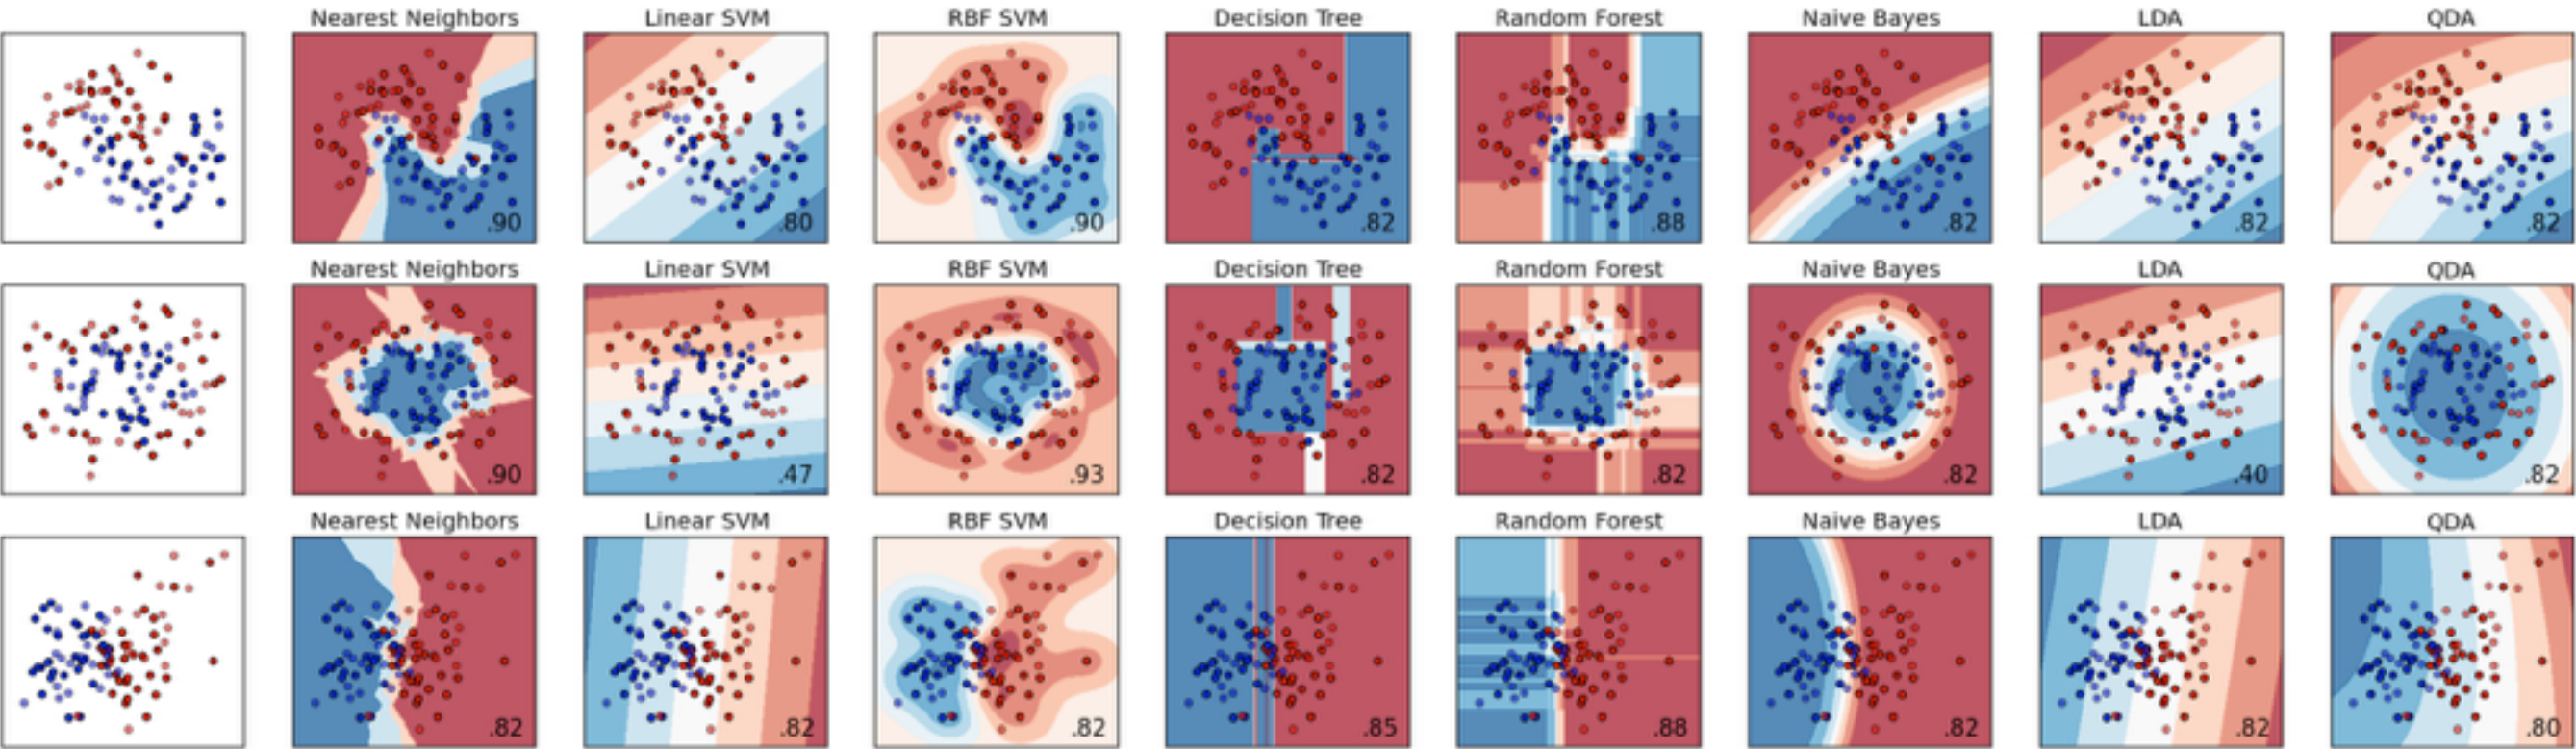 Nearest Neighbors Linear SVM RBF SVM Decision Tree Random Forest Naive Bayes LDA QDA
.90 .80 .90 .82 .88 .82 .82 .82
Nearest Neighbors Linear SVM RBF SVM Decision Tree Random Forest Naive Bayes LDA QDA
.90 .47 .93 .82 .82 .82 .40 .82
Nearest Neighbors Linear SVM RBF SVM Decision Tree Random Forest Naive Bayes LDA QDA
.82 .82 .82 .85 .88 .82 .82 .80